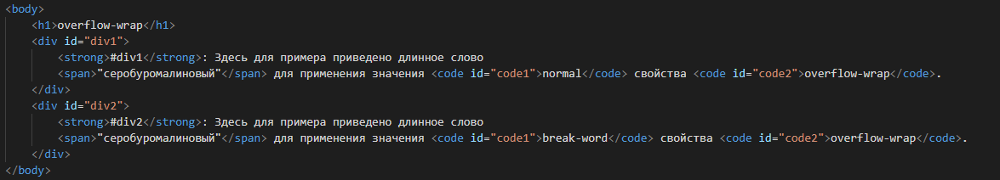 <body>
<h1>overflow-wrap</h1>
<div id="div1">
<strong>#div1</strong>: Здесь для примера приведено длинное слово
<span>"серобуромалиновый"</span> для применения значения <code id="code1">normal</code> свойства <code id="code2">overflow-wrap</code>.
</div>
<div id="div2">
<strong>#div2</strong>: Здесь для примера приведено длинное слово
<span>"серобуромалиновый"</span> для применения значения <code id="code1">break-word</code> свойства <code id="code2">overflow-wrap</code>.
</div>
</body>